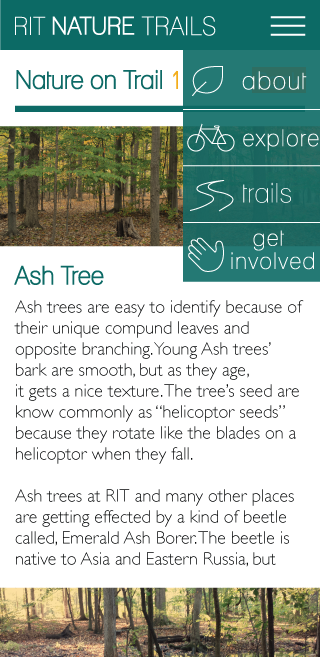 RIT NATURE TRAILS
Nature on Trail 1
about
explore
trails
get
involved
Ash Tree
Ash trees are easy to identify because of
their unique compund leaves and
opposite branching. Young Ash trees'
bark are smooth, but as they age,
it gets a nice texture. The tree's seed are
know commonly as “helicoptor seeds”
because they rotate like the blades on a
helicoptor when they fall.
Ash trees at RIT and many other places
are getting effected by a kind of beetle
called, Emerald Ash Borer. The beetle is
native to Asia and Eastern Russia, but